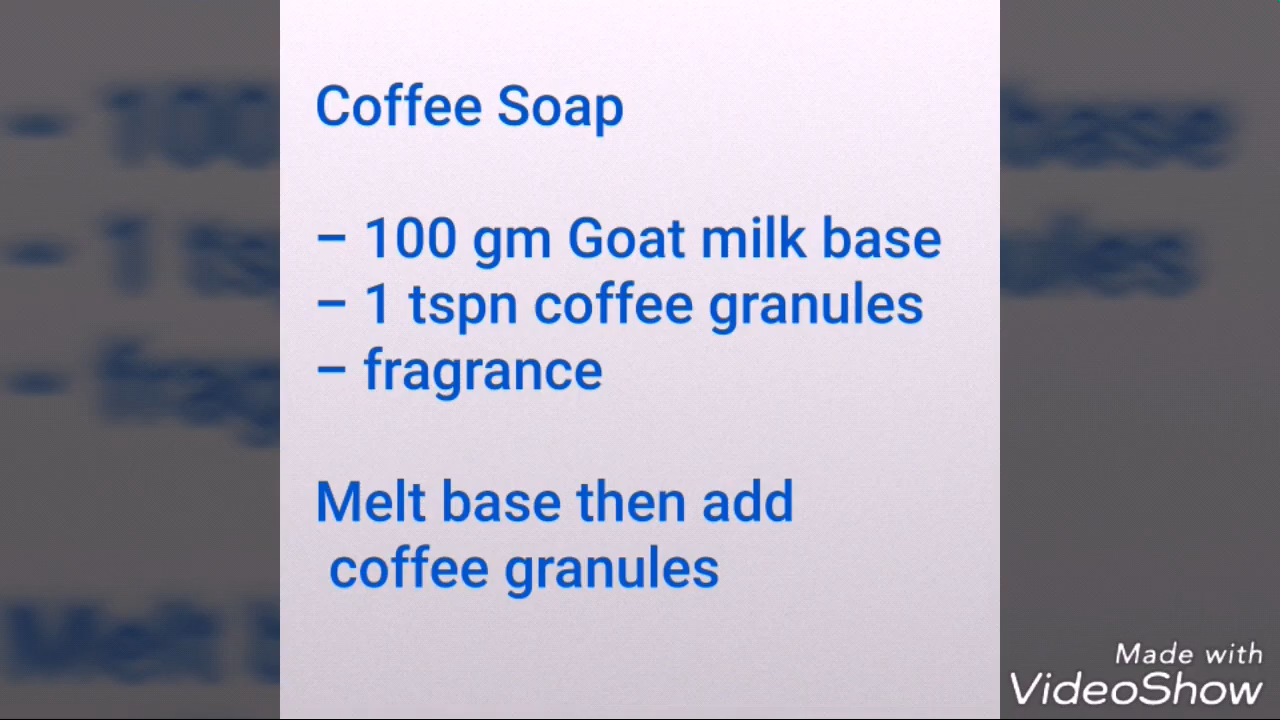 Coffee Soap
– 100 gm Goat milk base
– 1 tspn coffee granules
– fragrance
Melt base then add
coffee granules
Made with
VideoShow